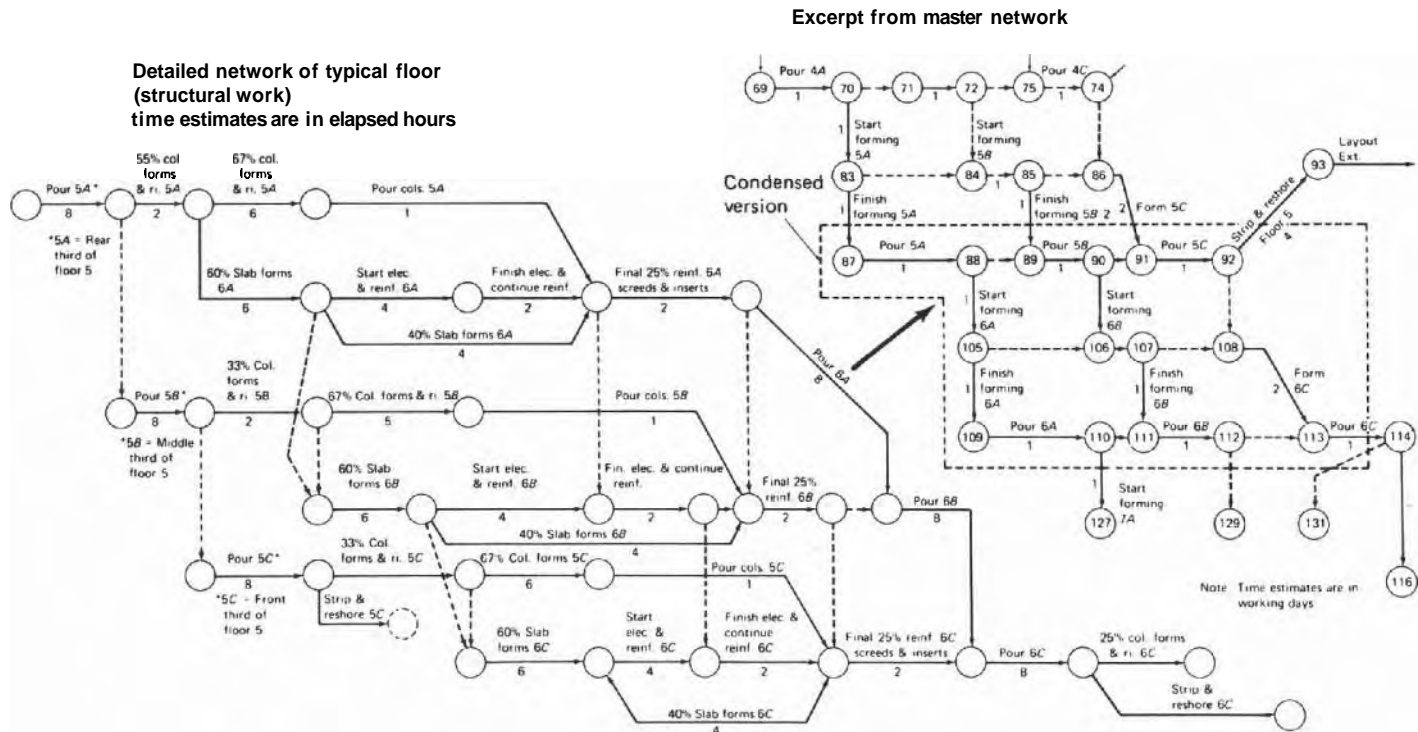 Excerpt from master network
Detailed network of typical floor
(structural work)
time estimates are in elapsed hours
55% col
forms
& ri. 5A
67% col.
forms
& ri. 5A
Pour 5A*
8
2
6
Pour cols. 5A
1
*5A = Rear
third of
floor 5
60% Slab forms
6A
6
Start elec.
& reinf. 6A
4
Finish elec. &
continue reinf.
2
Final 25% reinf. 6A
screeds & inserts
2
40% Slab forms 6A
4
Pour 6A
8
33% Col.
forms
& ri. 5B
Pour 5B*
8
2
67% Col. forms & ri. 5B
5
Pour cols. 5B
1
*5B = Middle
third of
floor 5
60% Slab
forms 6B
6
Start elec.
& reinf. 6B
4
Fin. elec. & continue
reinf.
2
Final 25%
reinf. 6B
2
Pour 6B
8
40% Slab forms 6B
4
Pour 5C*
8
33% Col.
forms & ri. 5C
67% Col. forms 5C
6
Pour cols. 5C
1
*5C - Front
third of
floor 5
Strip &
reshore 5C
60% Slab
forms 6C
6
Start
elec. &
reinf. 6C
4
Finish elec. &
continue
reinf. 6C
2
Final 25% reinf. 6C
screeds & inserts
2
Pour 6C
8
25% col. forms
& ri. 6C
40% Slab forms 6C
4
Strip &
reshore 6C
69
Pour 4A
1
70
71
1
72
75
Pour 4C
1
74
1
Start
forming
5A
Start
forming
5B
83
84
1
85
86
93
Layout
Ext.
Condensed
version
1
Finish
forming 5A
1
Finish
forming 5B
2
2
Form 5C
Strip & reshore
Floor 5
4
87
Pour 5A
1
88
89
Pour 5B
1
90
91
Pour 5C
1
92
1
Start
forming
6A
Start
forming
6B
105
106
107
108
1
Finish
forming
6A
Finish
forming
6B
2
Form
6C
109
Pour 6A
1
110
111
Pour 6B
1
112
113
Pour 6C
1
114
1
Start
forming
7A
127
129
131
116
Note Time estimates are in
working days